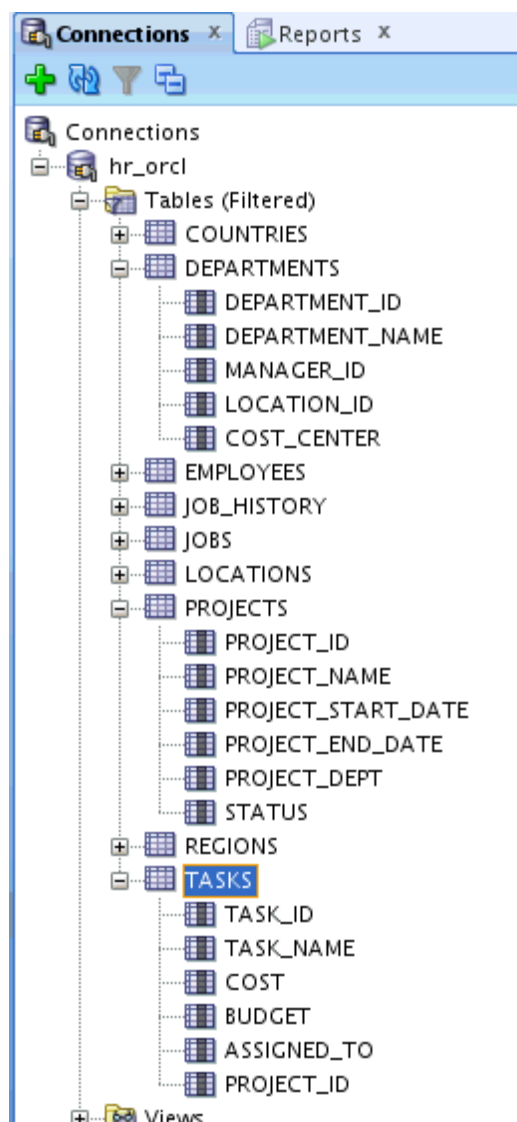 Connections x Reports x
Connections
hr_orcl
Tables (Filtered)
COUNTRIES
DEPARTMENTS
DEPARTMENT_ID
DEPARTMENT_NAME
MANAGER_ID
LOCATION_ID
COST_CENTER
EMPLOYEES
JOB_HISTORY
JOBS
LOCATIONS
PROJECTS
PROJECT_ID
PROJECT_NAME
PROJECT_START_DATE
PROJECT_END_DATE
PROJECT_DEPT
STATUS
REGIONS
TASKS
TASK_ID
TASK_NAME
COST
BUDGET
ASSIGNED_TO
PROJECT_ID
Views